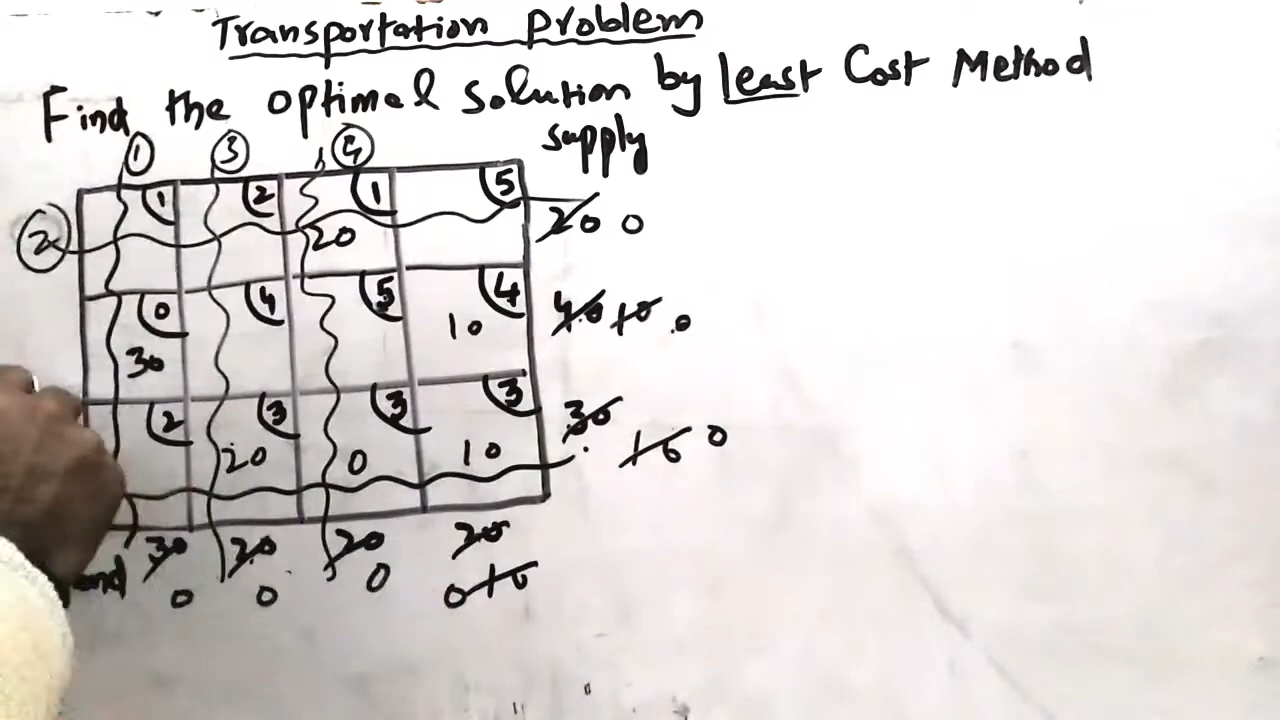 Transportation problem
Find the optimal solution by least Cost Method
supply
① ③ ④
1 2 1 5
② 20 20 0
0 4 5 4
30 10 40 10 0
2 3 3 3
20 0 10 30 10 0
30 20 20 20
0 0 0 0 10